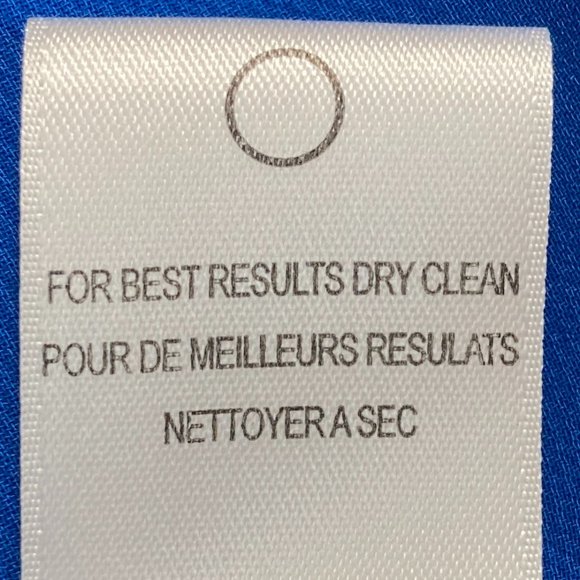 FOR BEST RESULTS DRY CLEAN
POUR DE MEILLEURS RESULATS
NETTOYER A SEC